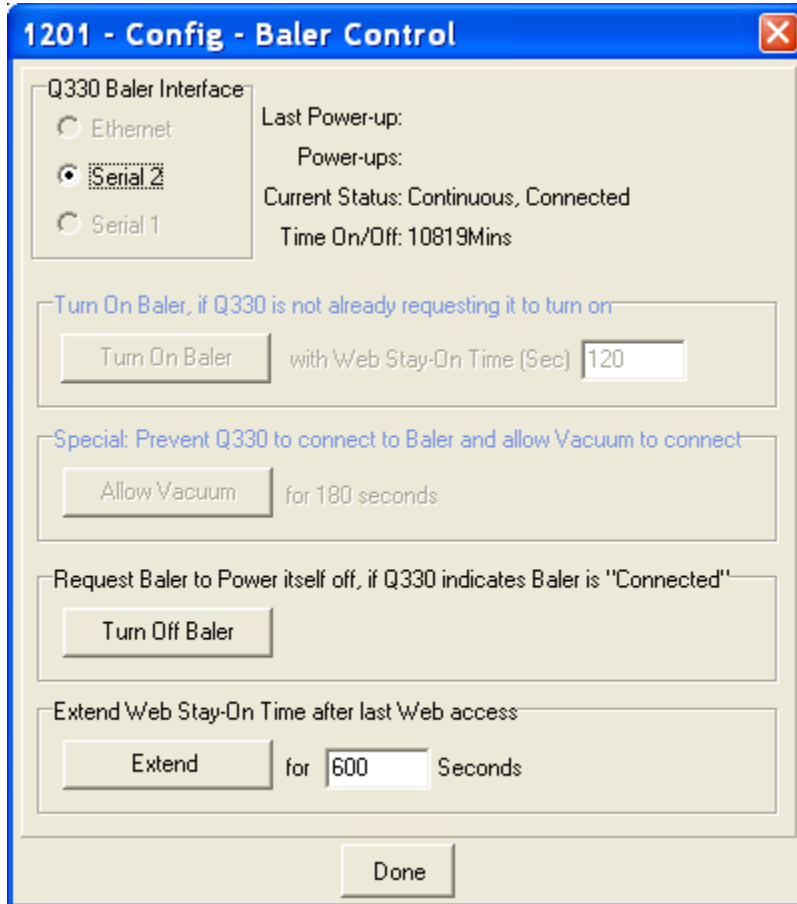 1201 - Config - Baler Control
Q330 Baler Interface
Ethernet
Serial 2
Serial 1
Last Power-up:
Power-ups:
Current Status: Continuous, Connected
Time On/Off: 10819Mins
Turn On Baler, if Q330 is not already requesting it to turn on
Turn On Baler with Web Stay-On Time (Sec) 120
Special: Prevent Q330 to connect to Baler and allow Vacuum to connect
Allow Vacuum for 180 seconds
Request Baler to Power itself off, if Q330 indicates Baler is "Connected"
Turn Off Baler
Extend Web Stay-On Time after last Web access
Extend for 600 Seconds
Done